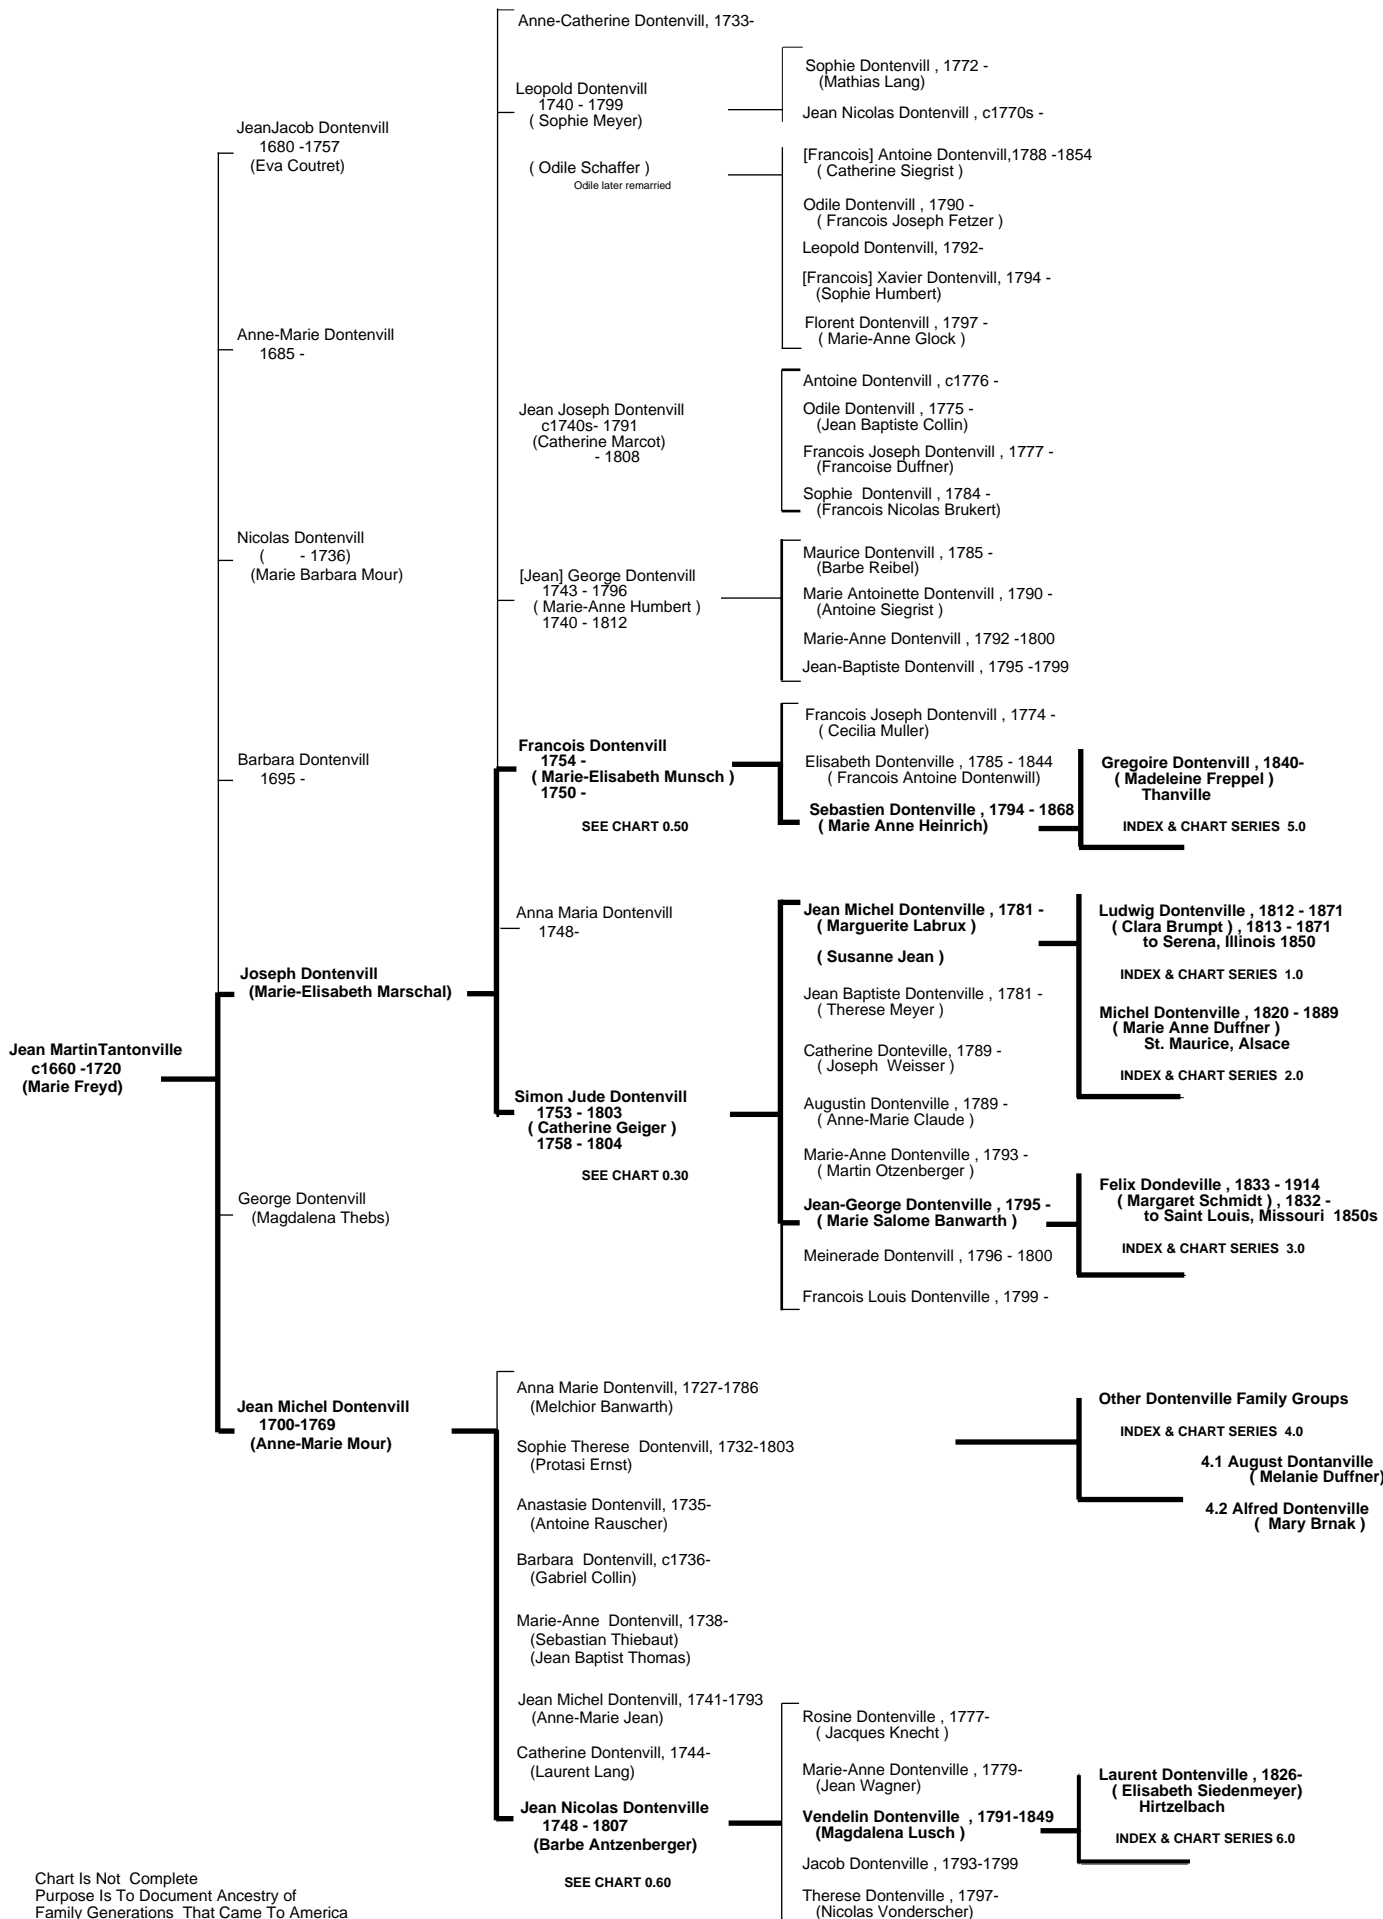 Anne-Catherine Dontenvill, 1733-
Leopold Dontenvill
1740 - 1799
( Sophie Meyer)
( Odile Schaffer )
Odile later remarried
Sophie Dontenvill , 1772 -
(Mathias Lang)
Jean Nicolas Dontenvill , c1770s -
[Francois] Antoine Dontenvill,1788 -1854
( Catherine Siegrist )
Odile Dontenvill , 1790 -
( Francois Joseph Fetzer )
Leopold Dontenvill, 1792-
[Francois] Xavier Dontenvill, 1794 -
(Sophie Humbert)
Florent Dontenvill , 1797 -
( Marie-Anne Glock )
JeanJacob Dontenvill
1680 -1757
(Eva Coutret)
Anne-Marie Dontenvill
1685 -
Jean Joseph Dontenvill
c1740s- 1791
(Catherine Marcot)
- 1808
Antoine Dontenvill , c1776 -
Odile Dontenvill , 1775 -
(Jean Baptiste Collin)
Francois Joseph Dontenvill , 1777 -
(Francoise Duffner)
Sophie Dontenvill , 1784 -
(Francois Nicolas Brukert)
Nicolas Dontenvill
( - 1736)
(Marie Barbara Mour)
[Jean] George Dontenvill
1743 - 1796
( Marie-Anne Humbert )
1740 - 1812
Maurice Dontenvill , 1785 -
(Barbe Reibel)
Marie Antoinette Dontenvill , 1790 -
(Antoine Siegrist )
Marie-Anne Dontenvill , 1792 -1800
Jean-Baptiste Dontenvill , 1795 -1799
Barbara Dontenvill
1695 -
Francois Dontenvill
1754 -
( Marie-Elisabeth Munsch )
1750 -
SEE CHART 0.50
Francois Joseph Dontenvill , 1774 -
( Cecilia Muller)
Elisabeth Dontenville , 1785 - 1844
( Francois Antoine Dontenwill)
Sebastien Dontenville , 1794 - 1868
( Marie Anne Heinrich)
Gregoire Dontenvill , 1840-
( Madeleine Freppel )
Thanville
INDEX & CHART SERIES 5.0
Anna Maria Dontenvill
1748-
Joseph Dontenvill
(Marie-Elisabeth Marschal)
Jean MartinTantonville
c1660 -1720
(Marie Freyd)
Simon Jude Dontenvill
1753 - 1803
( Catherine Geiger )
1758 - 1804
SEE CHART 0.30
Jean Michel Dontenville , 1781 -
( Marguerite Labrux )
( Susanne Jean )
Jean Baptiste Dontenville , 1781 -
( Therese Meyer )
Catherine Donteville, 1789 -
( Joseph Weisser )
Augustin Dontenville , 1789 -
( Anne-Marie Claude )
Marie-Anne Dontenville , 1793 -
( Martin Otzenberger )
Jean-George Dontenville , 1795 -
( Marie Salome Banwarth )
Meinerade Dontenvill , 1796 - 1800
Francois Louis Dontenville , 1799 -
Ludwig Dontenville , 1812 - 1871
( Clara Brumpt ) , 1813 - 1871
to Serena, Illinois 1850
INDEX & CHART SERIES 1.0
Michel Dontenville , 1820 - 1889
( Marie Anne Duffner )
St. Maurice, Alsace
INDEX & CHART SERIES 2.0
Felix Dondeville , 1833 - 1914
( Margaret Schmidt ) , 1832 -
to Saint Louis, Missouri 1850s
INDEX & CHART SERIES 3.0
George Dontenvill
(Magdalena Thebs)
Jean Michel Dontenvill
1700-1769
(Anne-Marie Mour)
Anna Marie Dontenvill, 1727-1786
(Melchior Banwarth)
Sophie Therese Dontenvill, 1732-1803
(Protasi Ernst)
Anastasie Dontenvill, 1735-
(Antoine Rauscher)
Barbara Dontenvill, c1736-
(Gabriel Collin)
Marie-Anne Dontenvill, 1738-
(Sebastian Thiebaut)
(Jean Baptist Thomas)
Jean Michel Dontenvill, 1741-1793
(Anne-Marie Jean)
Catherine Dontenvill, 1744-
(Laurent Lang)
Jean Nicolas Dontenville
1748 - 1807
(Barbe Antzenberger)
SEE CHART 0.60
Other Dontenville Family Groups
INDEX & CHART SERIES 4.0
4.1 August Dontanville
( Melanie Duffner)
4.2 Alfred Dontenville
( Mary Brnak )
Rosine Dontenville , 1777-
( Jacques Knecht )
Marie-Anne Dontenville , 1779-
(Jean Wagner)
Vendelin Dontenville , 1791-1849
(Magdalena Lusch )
Jacob Dontenville , 1793-1799
Therese Dontenville , 1797-
(Nicolas Vonderscher)
Laurent Dontenville , 1826-
( Elisabeth Siedenmeyer)
Hirtzelbach
INDEX & CHART SERIES 6.0
Chart Is Not Complete
Purpose Is To Document Ancestry of
Family Generations That Came To America